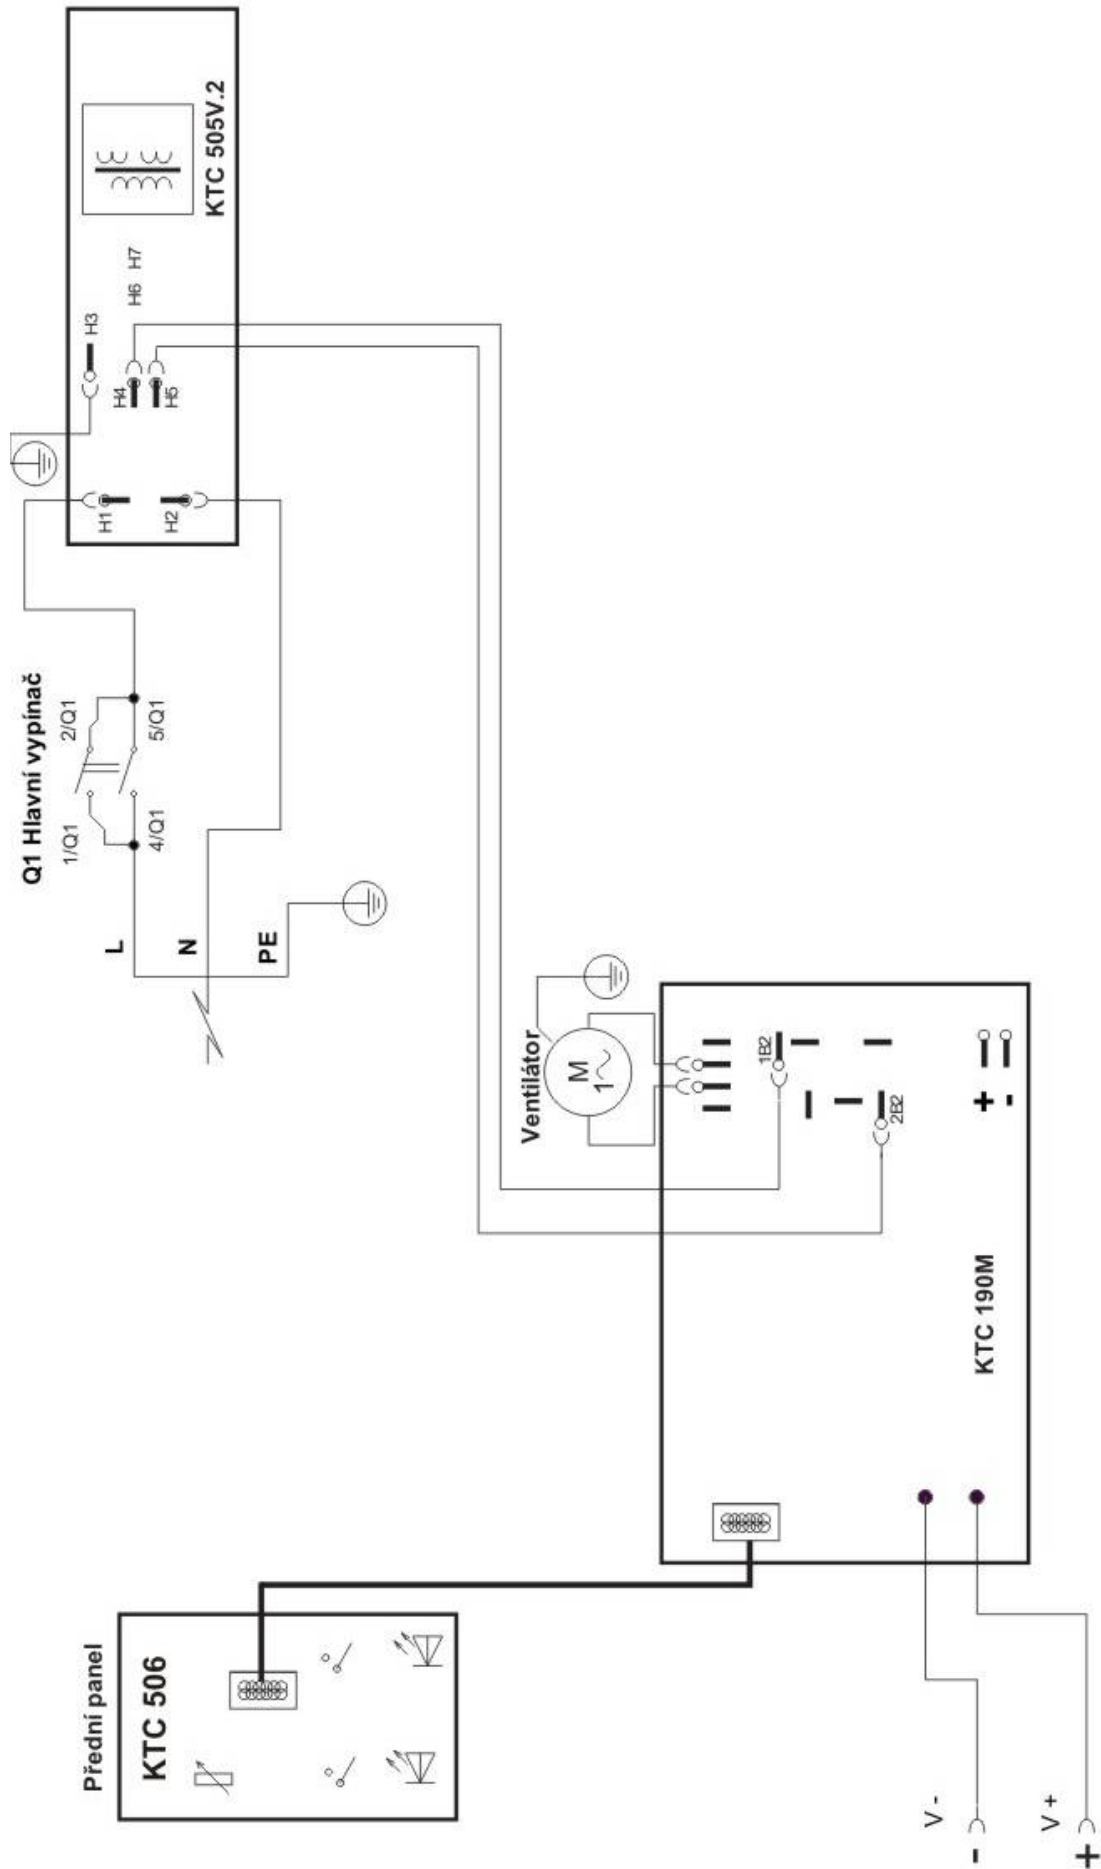 Přední panel
KTC 506
V -
-
V +
+
Q1 Hlavní vypínač
1/Q1
2/Q1
4/Q1
5/Q1
L
N
PE
H1
H2
H3
H4
H5
H6
H7
KTC 505V.2
Ventilátor
M
1~
1B2
2B2
+
-
KTC 190M